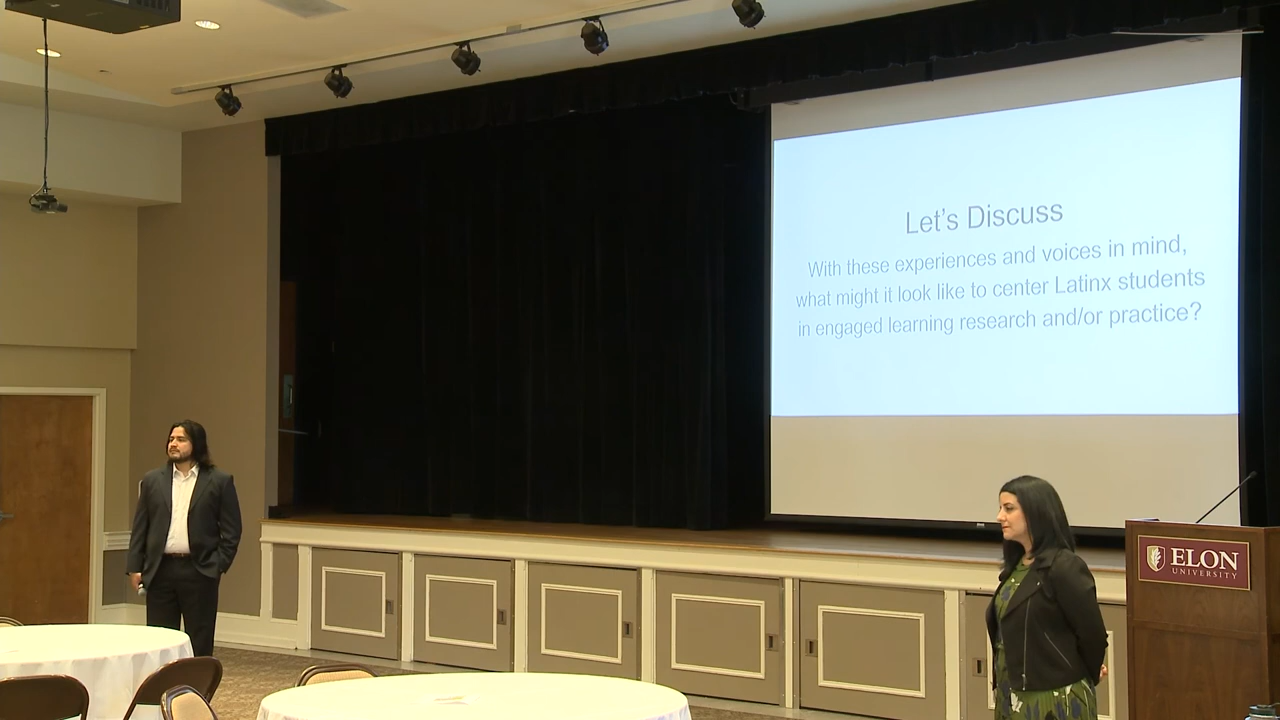 Let's Discuss
With these experiences and voices in mind,
what might it look like to center Latinx students
in engaged learning research and/or practice?
ELON
UNIVERSITY